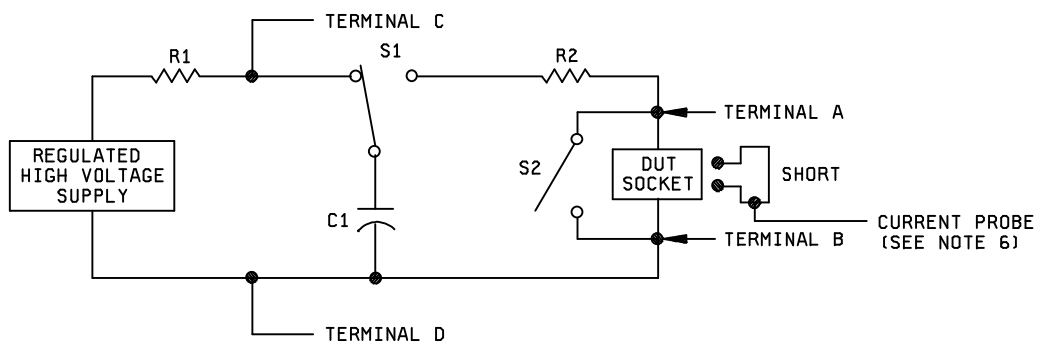 TERMINAL C
S1
R1
R2
TERMINAL A
REGULATED
HIGH VOLTAGE
SUPPLY
S2
DUT
SOCKET
SHORT
C1
CURRENT PROBE
(SEE NOTE 6)
TERMINAL B
TERMINAL D